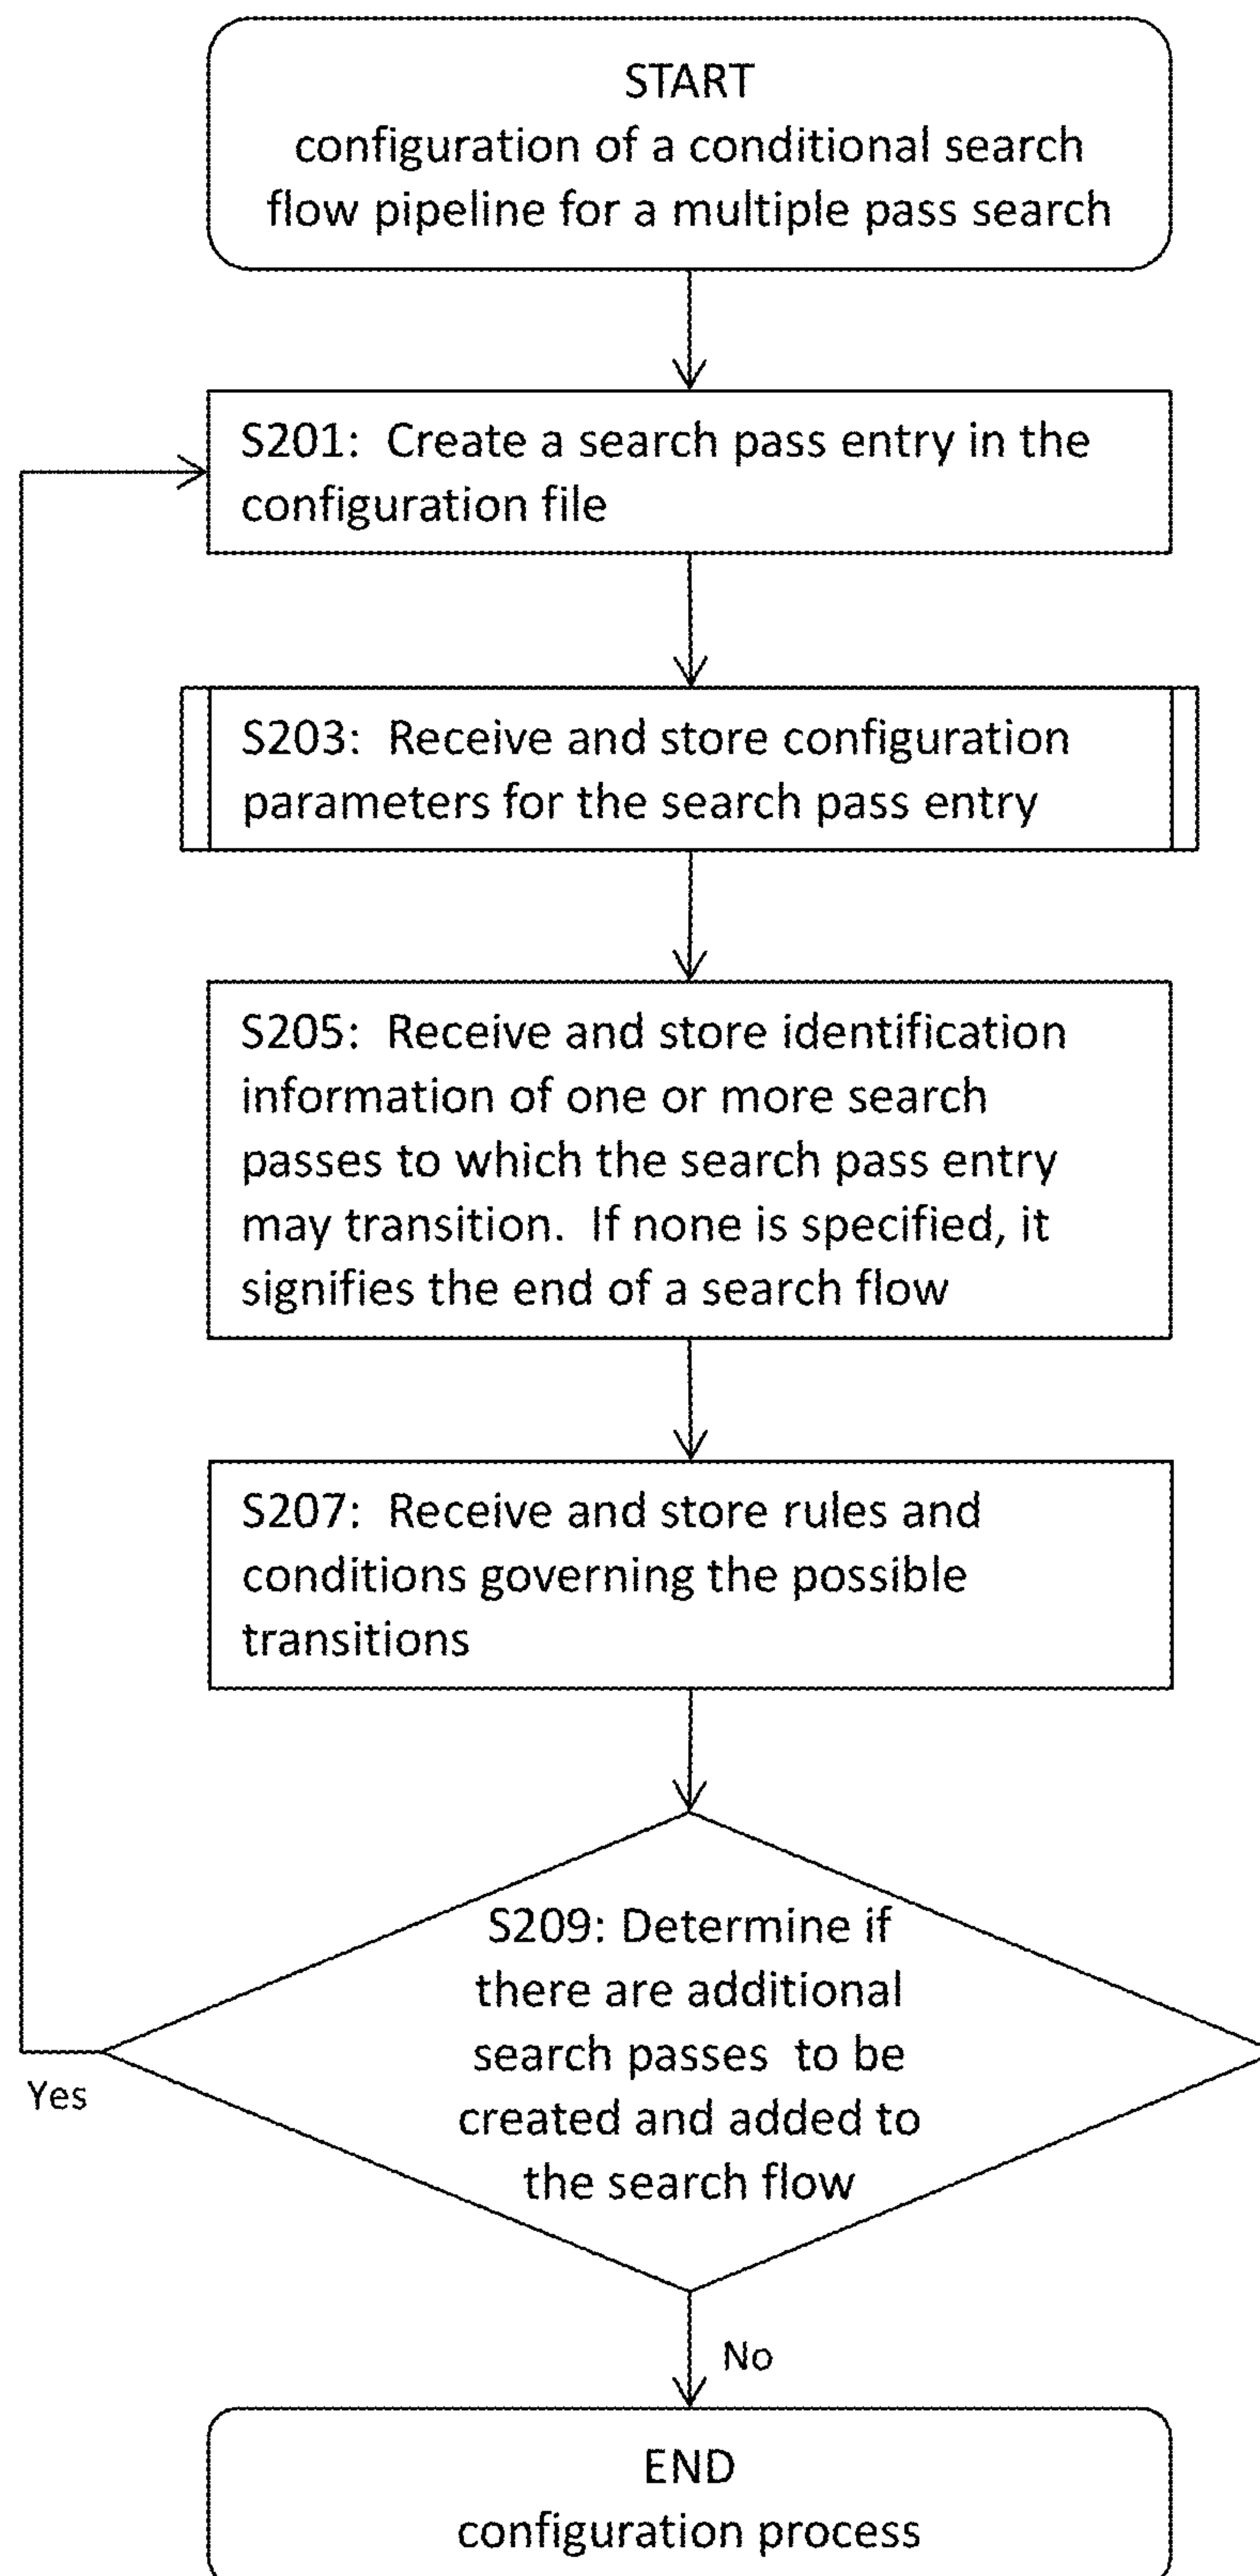 START
configuration of a conditional search
flow pipeline for a multiple pass search
S201:  Create a search pass entry in the
configuration file
S203:  Receive and store configuration
parameters for the search pass entry
S205:  Receive and store identification
information of one or more search
passes to which the search pass entry
may transition.  If none is specified, it
signifies the end of a search flow
S207:  Receive and store rules and
conditions governing the possible
transitions
S209: Determine if
there are additional
search passes  to be
created and added to
the search flow
Yes
No
END
configuration process